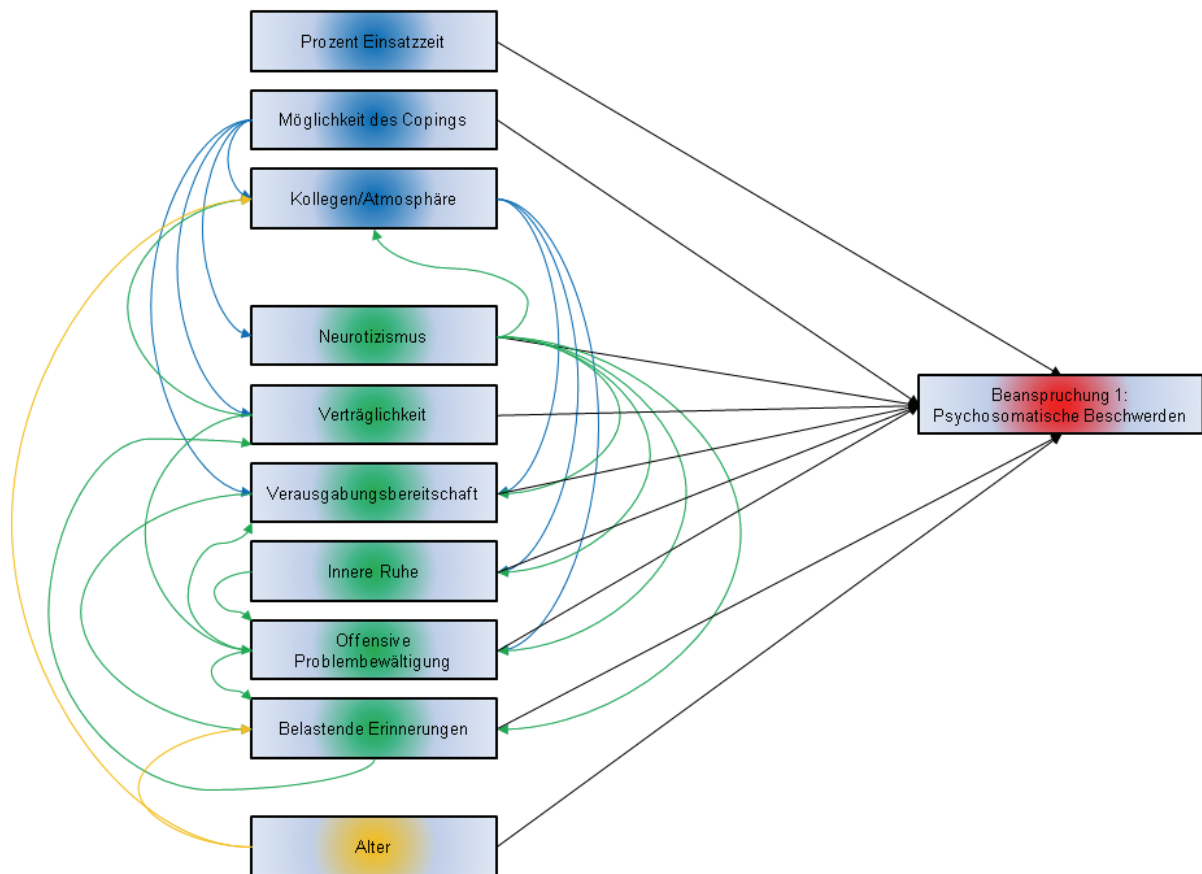 Prozent Einsatzzeit
Möglichkeit des Copings
Kollegen/Atmosphäre
Neurotizismus
Verträglichkeit
Verausgabungsbereitschaft
Innere Ruhe
Offensive
Problembewältigung
Belastende Erinnerungen
Alter
Beanspruchung 1:
Psychosomatische Beschwerden